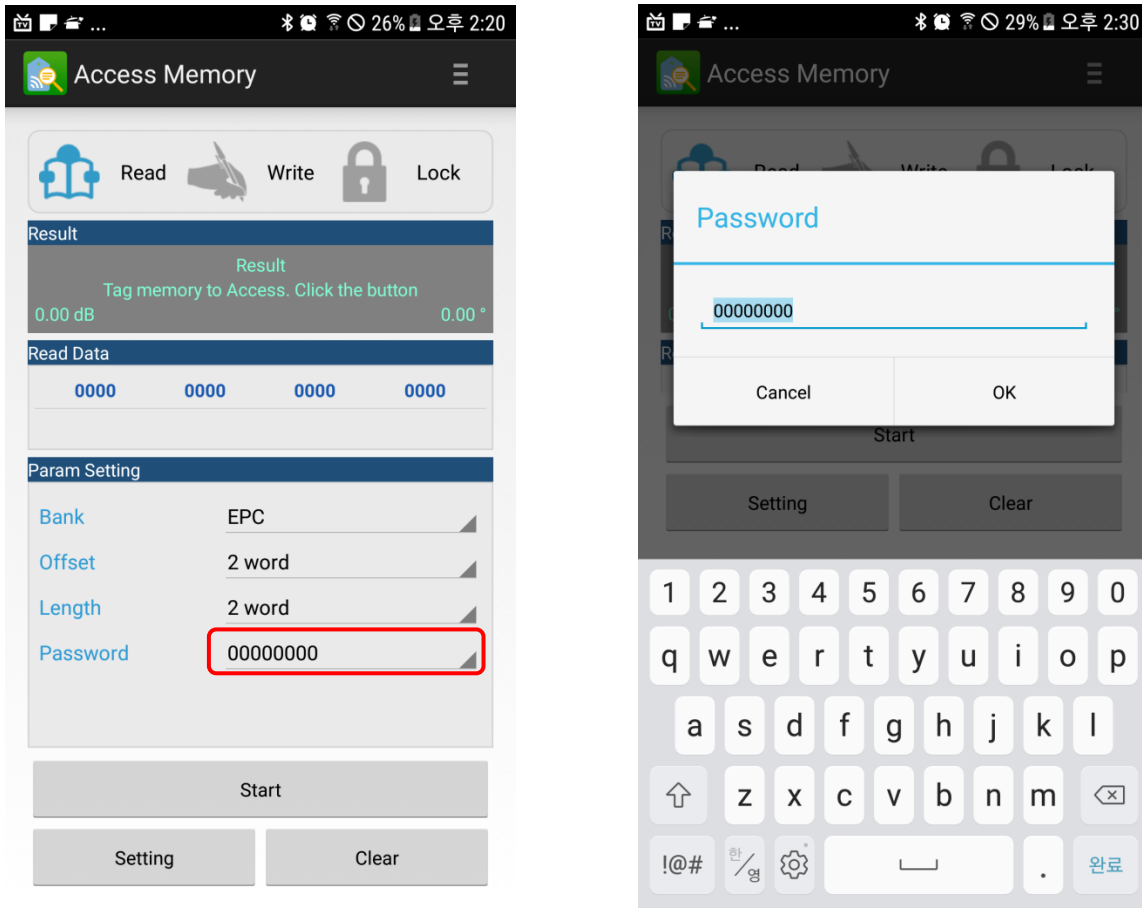 ... 26% 오후 2:20
Access Memory
Read Write Lock
Result
Result
Tag memory to Access. Click the button
0.00 dB 0.00 °
Read Data
0000 0000 0000 0000
Param Setting
Bank EPC
Offset 2 word
Length 2 word
Password 00000000
Start
Setting Clear
... 29% 오후 2:30
Access Memory
Read Write Lock
Password
00000000
Cancel OK
Start
Setting Clear
1 2 3 4 5 6 7 8 9 0
q w e r t y u i o p
a s d f g h j k l
z x c v b n m
!@# 한/영 . 완료